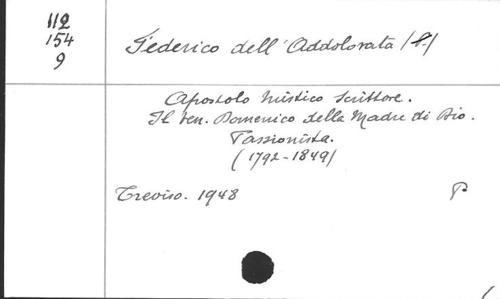 112
154
9
Federico dell'Addolorata (P.)
Apostolo Mistico Scrittore.
Il Ven. Domenico della Madre di Dio.
Passionista.
(1792-1849)
Treviso. 1948 P